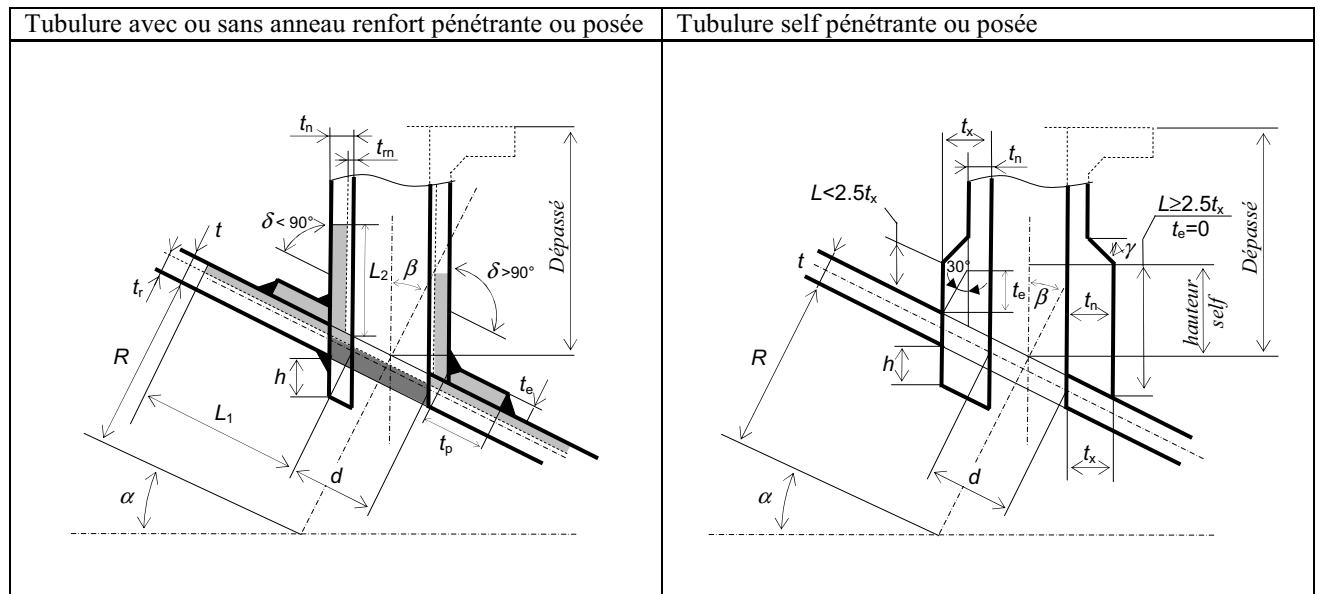 Tubulure avec ou sans anneau renfort pénétrante ou posée
Tubulure self pénétrante ou posée
tn
trn
δ< 90°
t
L2
β
δ>90°
Dépassé
tr
R
h
L1
te
tp
d
α
tx
tn
L<2.5tx
L≥2.5tx
te=0
γ
Dépassé
t
30°
te
β
tn
hauteur
self
R
h
tx
d
α